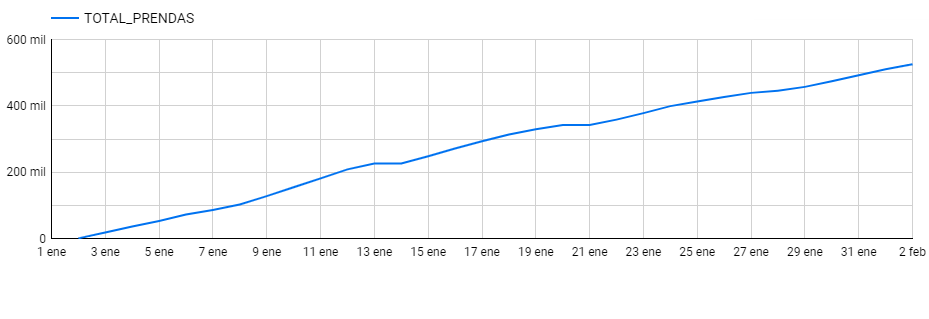 TOTAL_PRENDAS
600 mil
400 mil
200 mil
0
1 ene 3 ene 5 ene 7 ene 9 ene 11 ene 13 ene 15 ene 17 ene 19 ene 21 ene 23 ene 25 ene 27 ene 29 ene 31 ene 2 feb